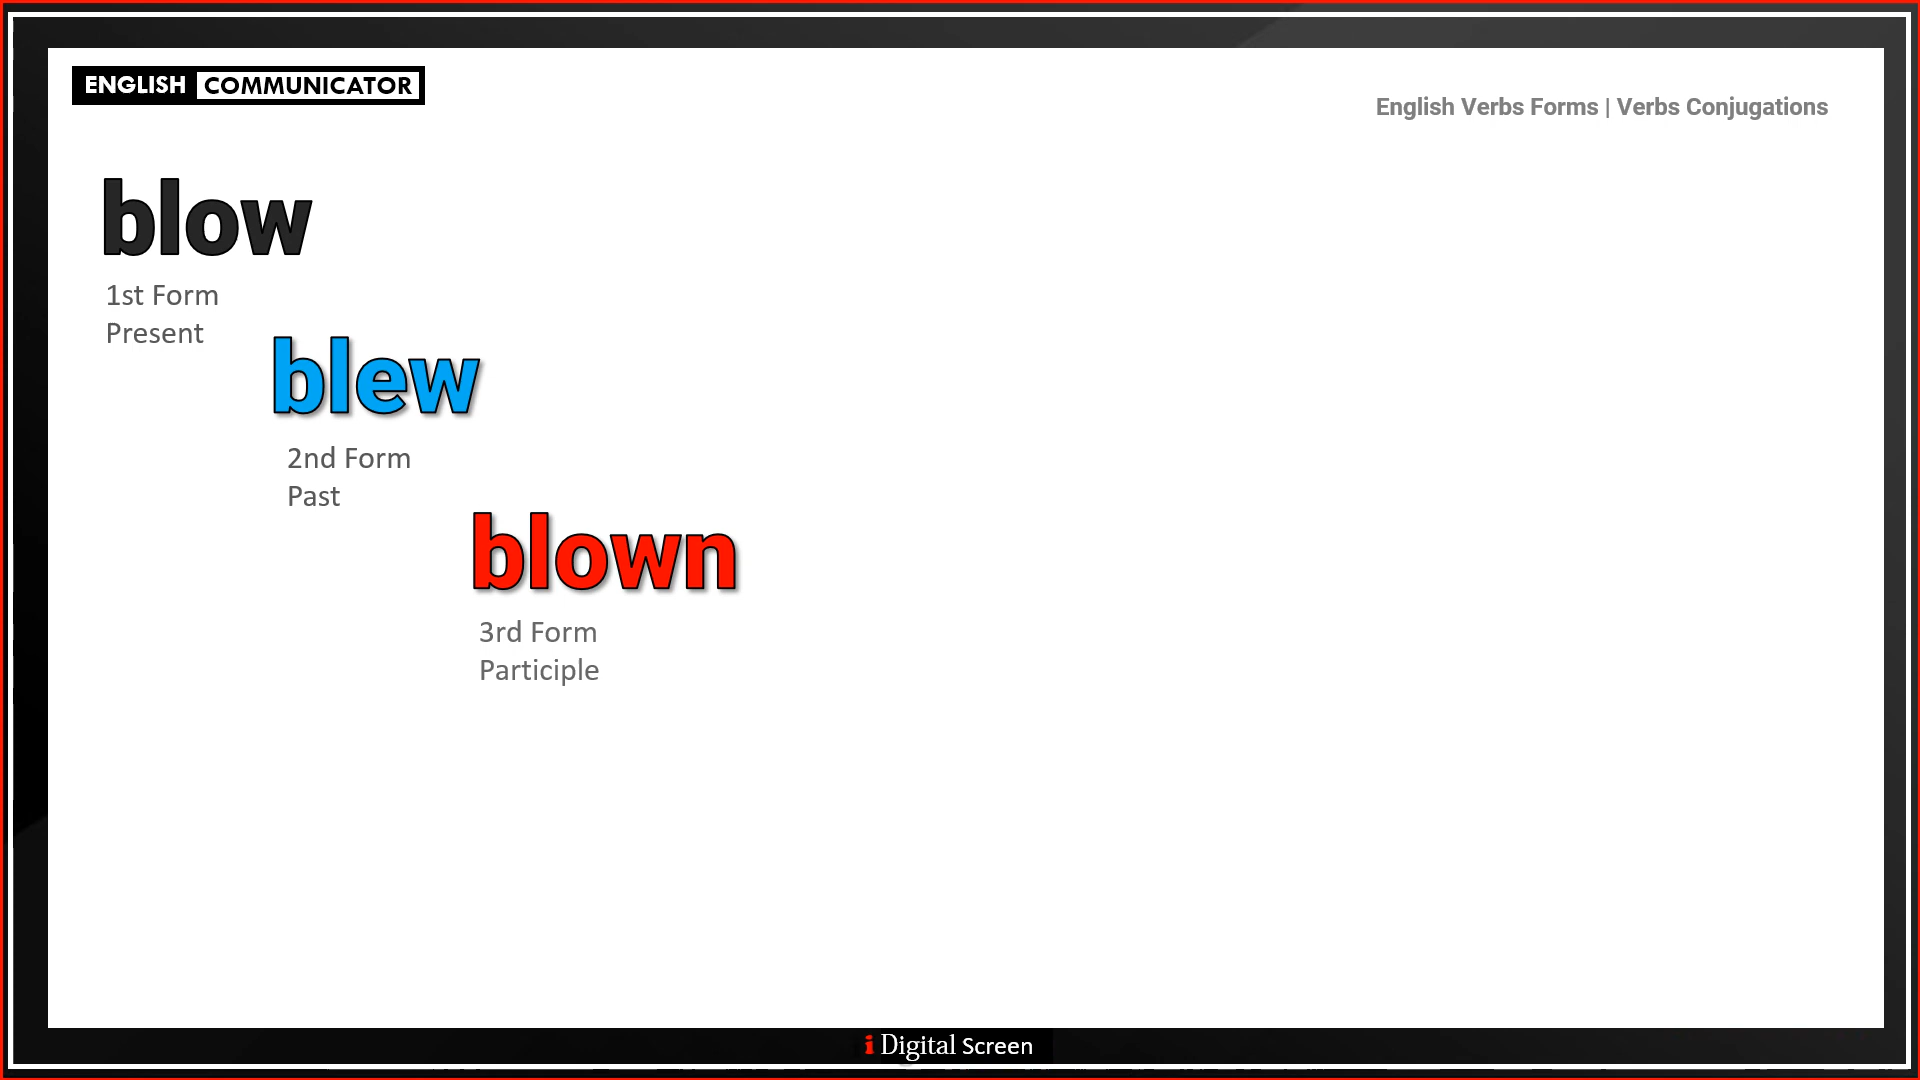 ENGLISH COMMUNICATOR
English Verbs Forms | Verbs Conjugations
blow
1st Form
Present
blew
2nd Form
Past
blown
3rd Form
Participle
i Digital Screen